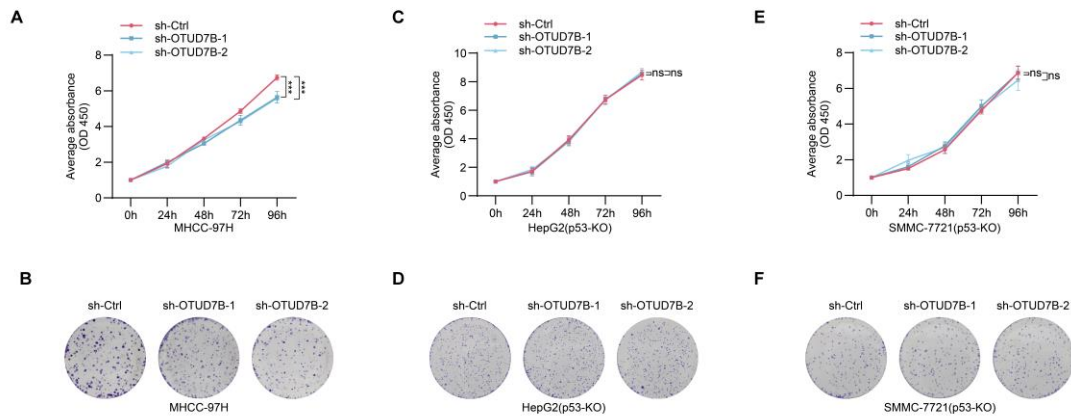 A
sh-Ctrl
sh-OTUD7B-1
sh-OTUD7B-2
Average absorbance
(OD 450)
8
6
4
2
0
***
***
0h 24h 48h 72h 96h
MHCC-97H
C
sh-Ctrl
sh-OTUD7B-1
sh-OTUD7B-2
Average absorbance
(OD 450)
10
8
6
4
2
0
ns ns
0h 24h 48h 72h 96h
HepG2(p53-KO)
E
sh-Ctrl
sh-OTUD7B-1
sh-OTUD7B-2
Average absorbance
(OD 450)
8
6
4
2
0
ns ns
0h 24h 48h 72h 96h
SMMC-7721(p53-KO)
B
sh-Ctrl sh-OTUD7B-1 sh-OTUD7B-2
MHCC-97H
D
sh-Ctrl sh-OTUD7B-1 sh-OTUD7B-2
HepG2(p53-KO)
F
sh-Ctrl sh-OTUD7B-1 sh-OTUD7B-2
SMMC-7721(p53-KO)